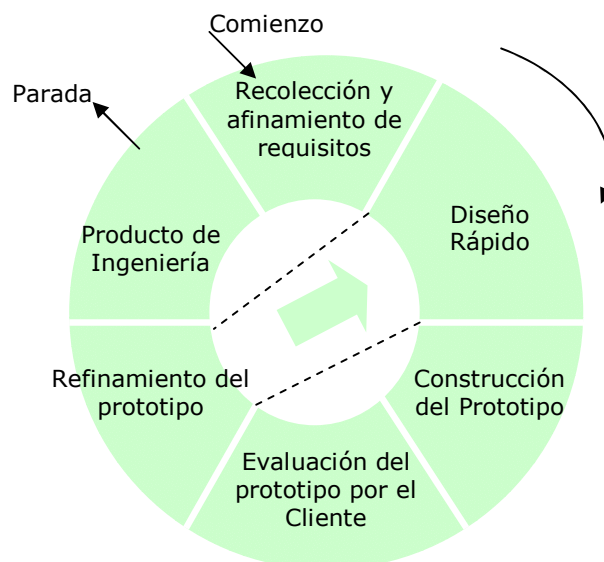 Comienzo
Parada
Recolección y
afinamiento de
requisitos
Diseño
Rápido
Construcción
del Prototipo
Evaluación del
prototipo por el
Cliente
Refinamiento del
prototipo
Producto de
Ingeniería